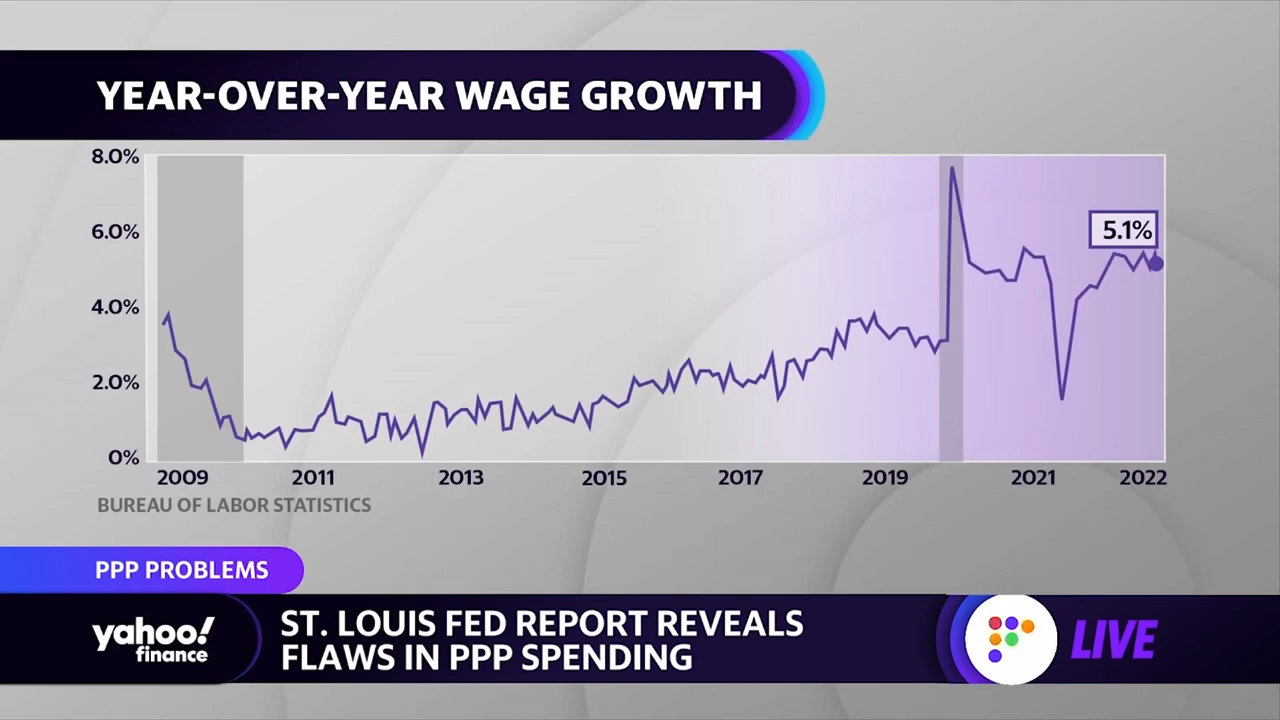 YEAR-OVER-YEAR WAGE GROWTH
8.0%
6.0%
5.1%
4.0%
2.0%
0%
2009 2011 2013 2015 2017 2019 2021 2022
BUREAU OF LABOR STATISTICS
PPP PROBLEMS
yahoo!
finance
ST. LOUIS FED REPORT REVEALS
FLAWS IN PPP SPENDING
LIVE